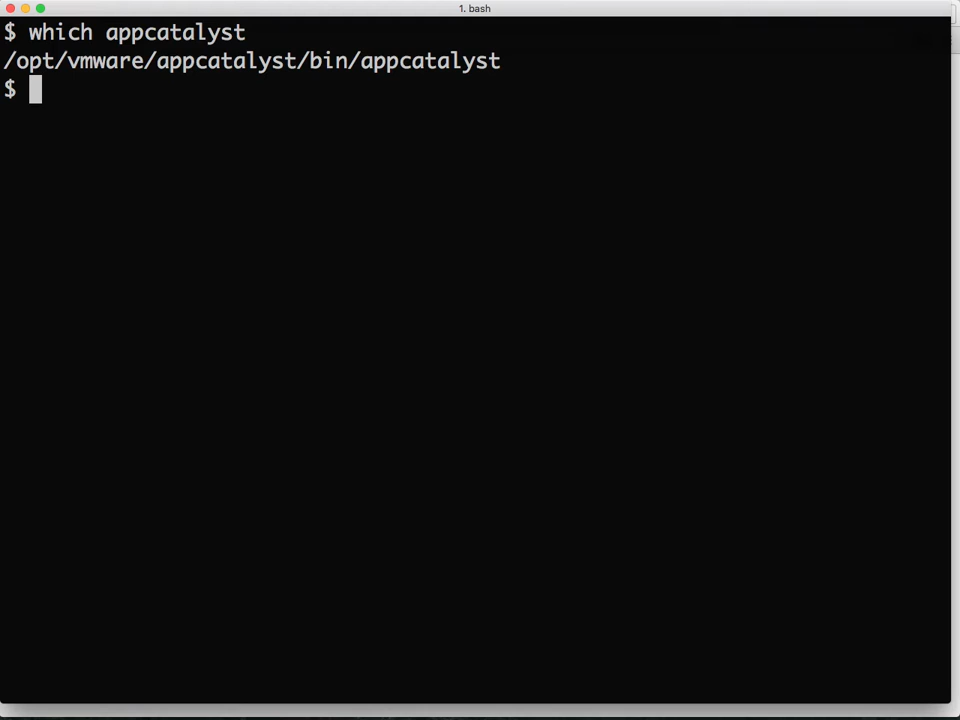 1. bash
$ which appcatalyst
/opt/vmware/appcatalyst/bin/appcatalyst
$